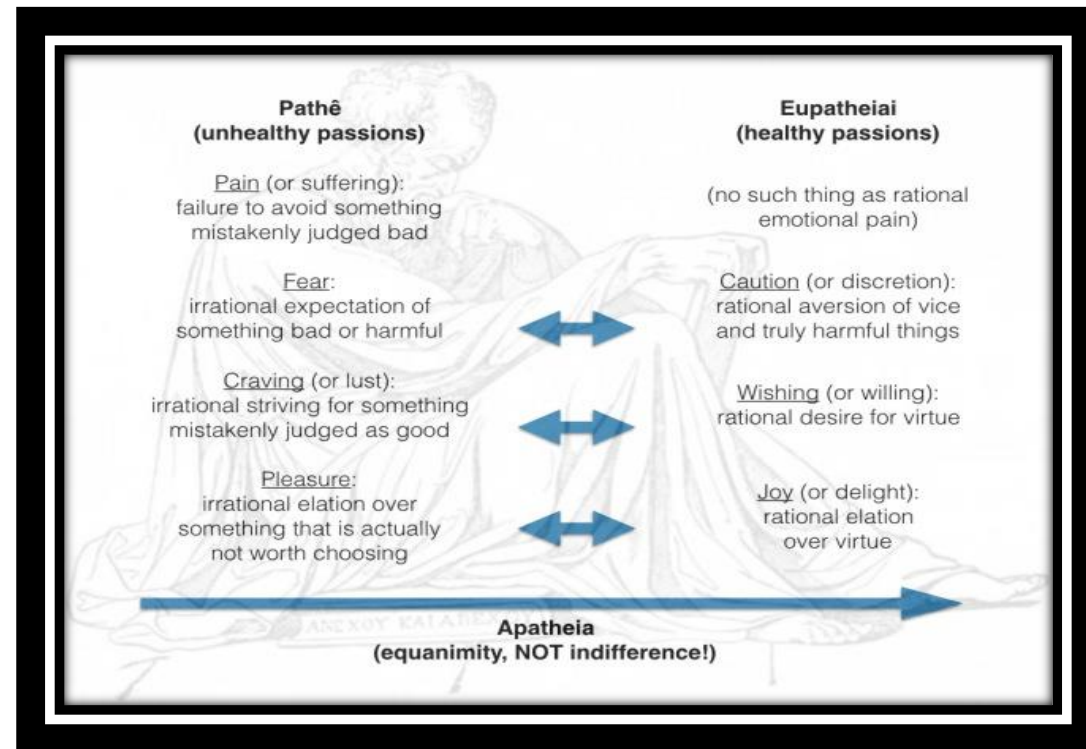 Pathê
(unhealthy passions)
Pain (or suffering):
failure to avoid something
mistakenly judged bad
Fear:
irrational expectation of
something bad or harmful
Craving (or lust):
irrational striving for something
mistakenly judged as good
Pleasure:
irrational elation over
something that is actually
not worth choosing
Eupatheiai
(healthy passions)
(no such thing as rational
emotional pain)
Caution (or discretion):
rational aversion of vice
and truly harmful things
Wishing (or willing):
rational desire for virtue
Joy (or delight):
rational elation
over virtue
ANEXOY KAI AΠEXOY
Apatheia
(equanimity, NOT indifference!)